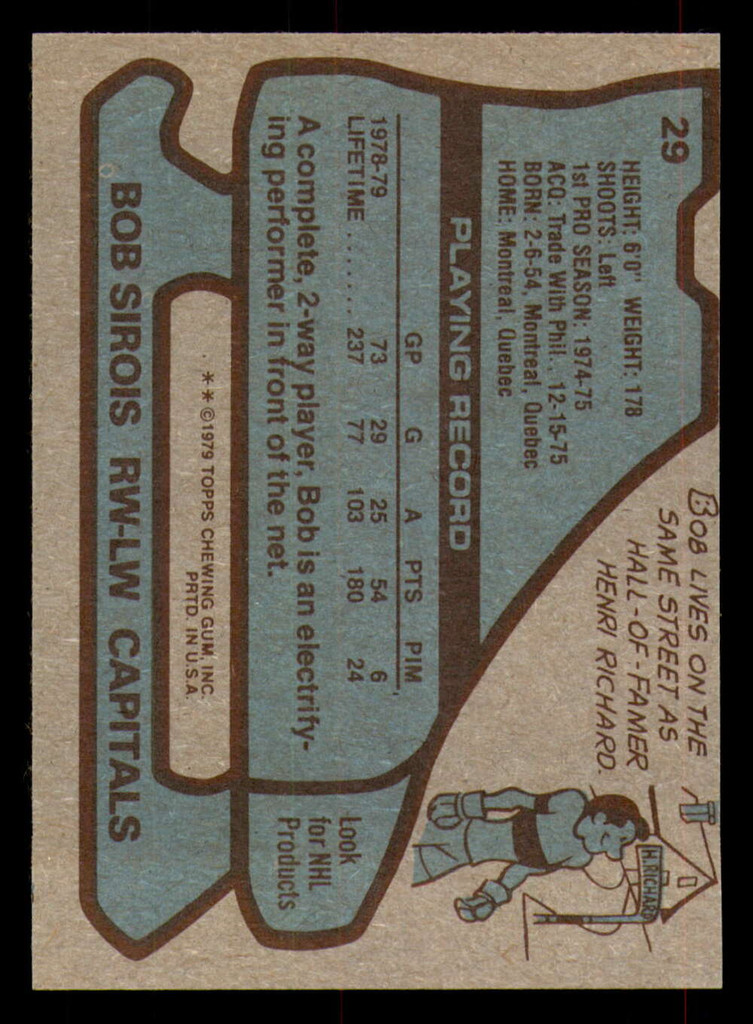 29
HEIGHT: 6'0" WEIGHT: 178
SHOOTS: Left
1st PRO SEASON: 1974-75
ACQ: Trade With Phil., 12-15-75
BORN: 2-6-54, Montreal, Quebec
HOME: Montreal, Quebec
BOB LIVES ON THE
SAME STREET AS
HALL-OF-FAMER
HENRI RICHARD.
H. RICHARD
PLAYING RECORD
GP G A PTS PIM
1978-79 73 29 25 54 6
LIFETIME ....... 237 77 103 180 24
A complete, 2-way player, Bob is an electrify-
ing performer in front of the net.
Look
for NHL
Products
* * © 1979 TOPPS CHEWING GUM, INC.
PRTD. IN U.S.A.
BOB SIROIS RW-LW CAPITALS